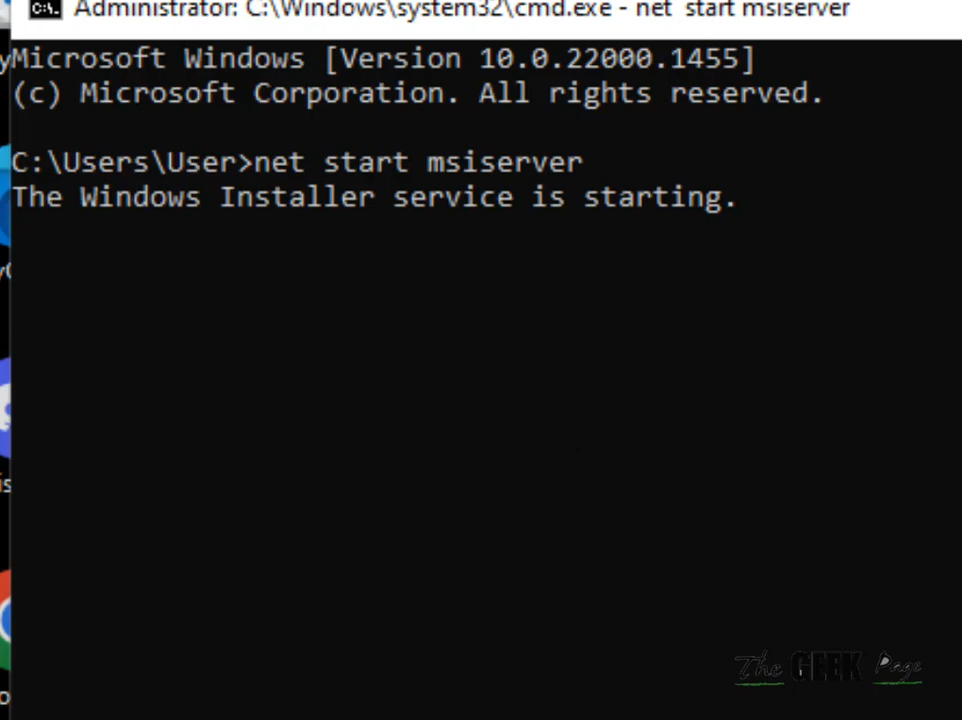 Administrator: C:\Windows\system32\cmd.exe - net  start msiserver
Microsoft Windows [Version 10.0.22000.1455]
(c) Microsoft Corporation. All rights reserved.
C:\Users\User>net start msiserver
The Windows Installer service is starting.
The GEEK Page